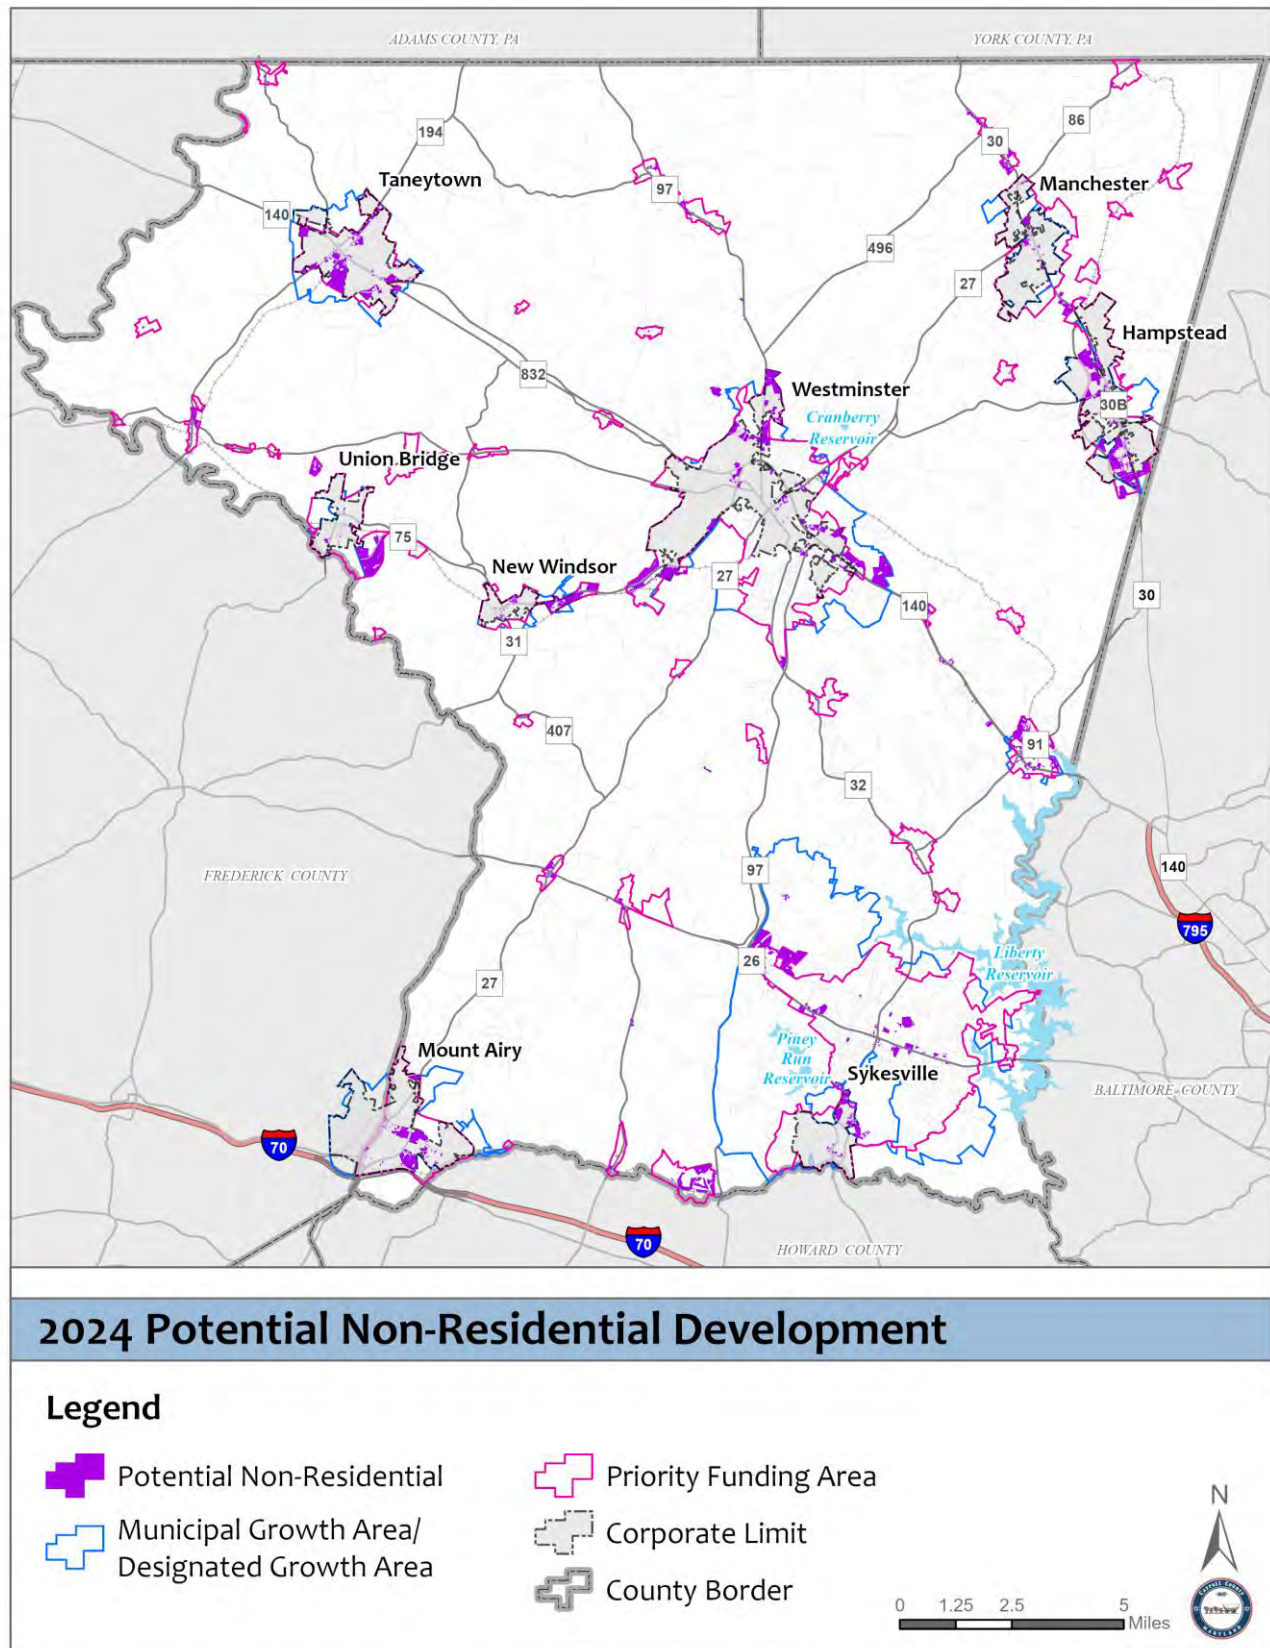 ADAMS COUNTY, PA
YORK COUNTY, PA
86
194
30
Taneytown
97
Manchester
140
496
27
Hampstead
832
Westminster
30B
Cranberry
Reservoir
Union Bridge
75
New Windsor
27
30
140
31
407
91
32
97
140
FREDERICK COUNTY
795
26
Liberty
Reservoir
27
Piney
Run
Reservoir
Mount Airy
Sykesville
BALTIMORE COUNTY
70
70
HOWARD COUNTY
2024 Potential Non-Residential Development
Legend
Potential Non-Residential
Priority Funding Area
Municipal Growth Area/
Designated Growth Area
Corporate Limit
County Border
N
0 1.25 2.5 5
Miles
Carroll County
MARYLAND